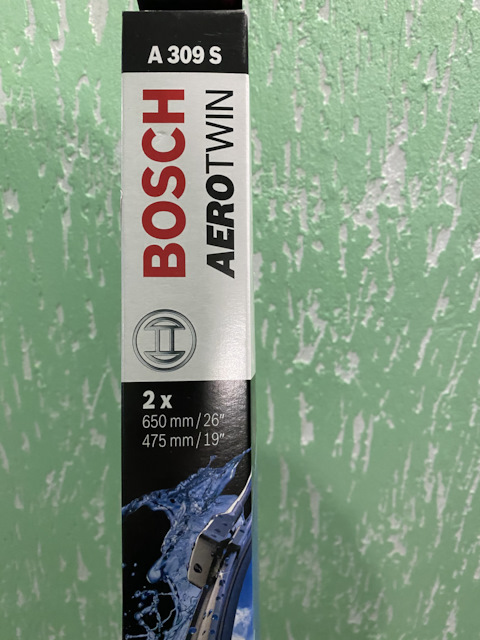 A 309 S
BOSCH
AEROTWIN
2 x
650 mm/26"
475 mm/19"